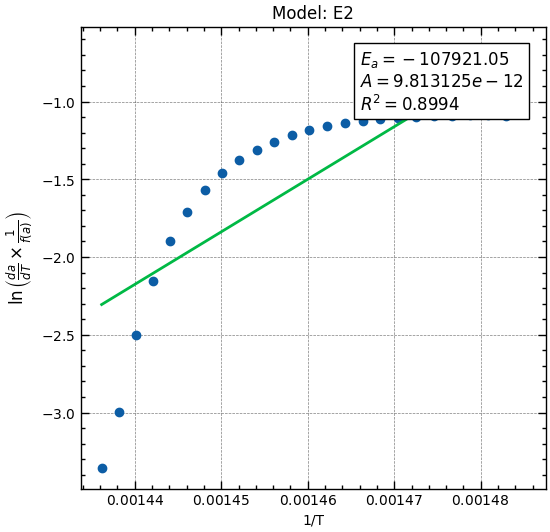 Model: E2
E_a = −107921.05
A = 9.813125e − 12
R^2 = 0.8994
ln(da/dT × 1/f(a))
−1.0
−1.5
−2.0
−2.5
−3.0
0.00144 0.00145 0.00146 0.00147 0.00148
1/T